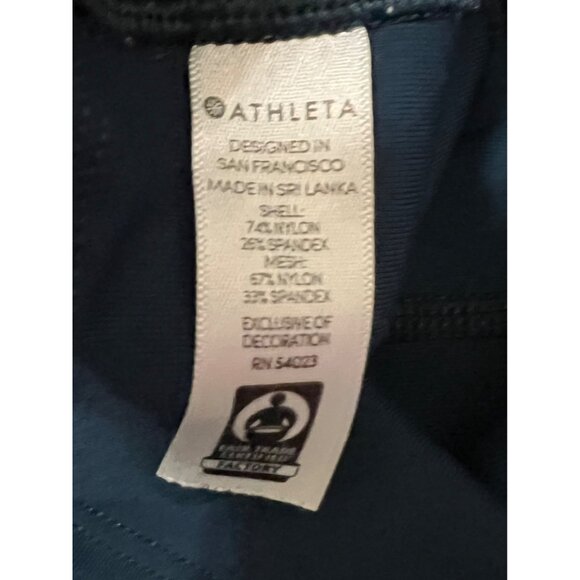 ATHLETA
DESIGNED IN
SAN FRANCISCO
MADE IN SRI LANKA
SHELL:
74% NYLON
26% SPANDEX
MESH:
67% NYLON
33% SPANDEX
EXCLUSIVE OF
DECORATION
RN 54023
FAIR TRADE
CERTIFIED
FACTORY